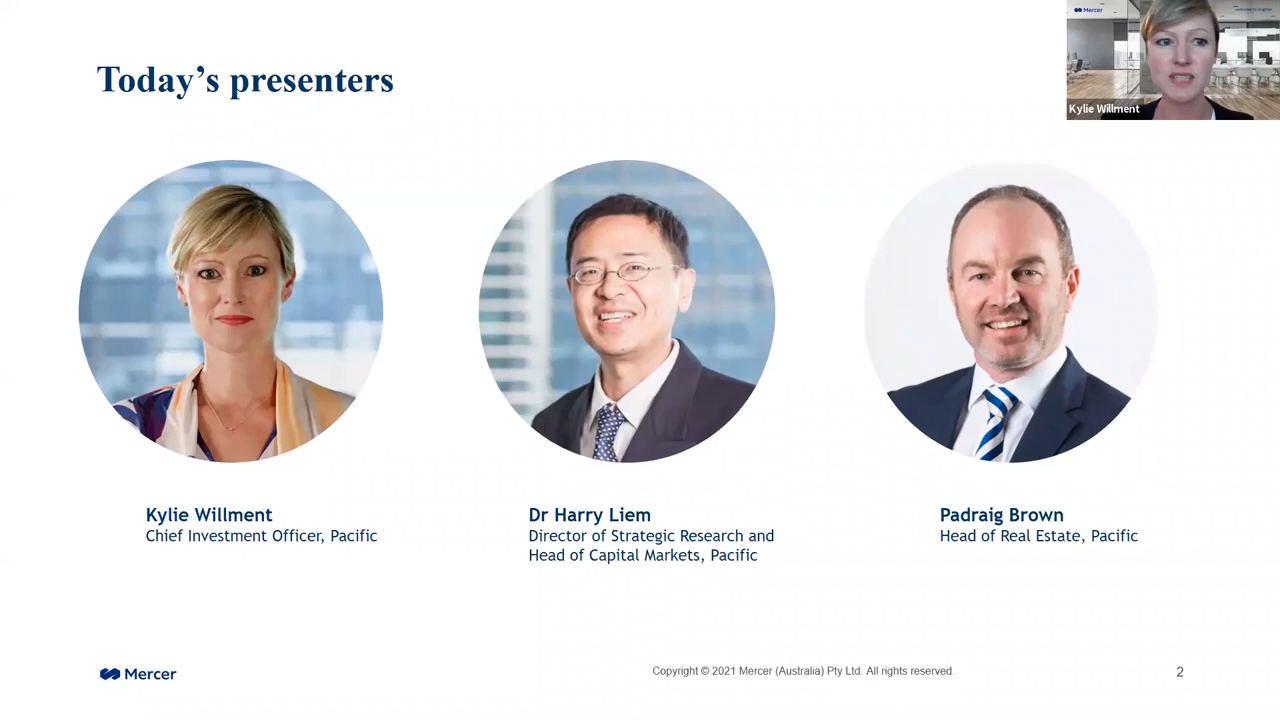 Mercer
Today's presenters
Kylie Willment
Kylie Willment
Chief Investment Officer, Pacific
Dr Harry Liem
Director of Strategic Research and
Head of Capital Markets, Pacific
Padraig Brown
Head of Real Estate, Pacific
Mercer
Copyright © 2021 Mercer (Australia) Pty Ltd. All rights reserved.
2